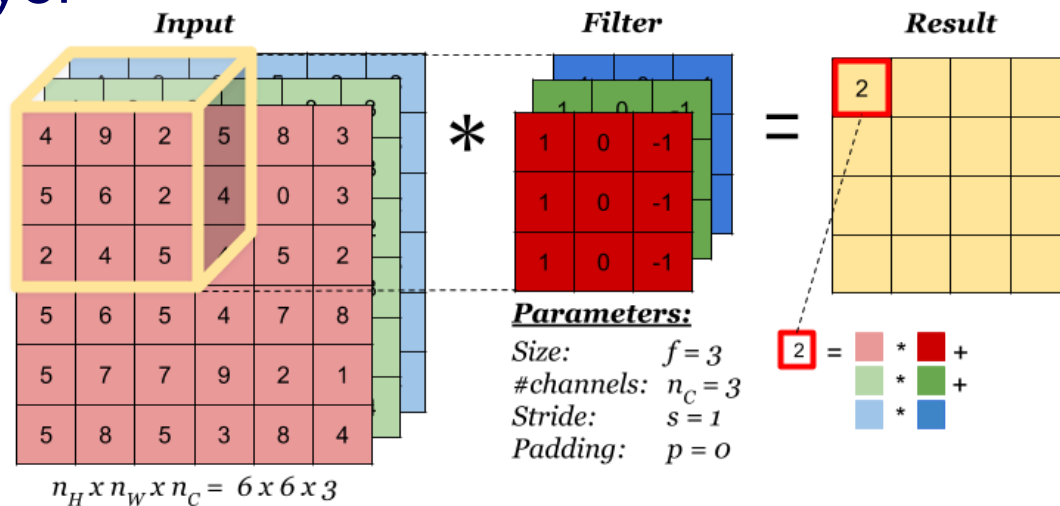 Input Filter Result
4 9 2 5 8 3
5 6 2 4 0 3
2 4 5 5 2
5 6 5 4 7 8
5 7 7 9 2 1
5 8 5 3 8 4
n_H x n_W x n_C = 6 x 6 x 3
*
1 0 -1
1 0 -1
1 0 -1
1 0 -1
=
2
Parameters:
Size: f = 3
#channels: n_C = 3
Stride: s = 1
Padding: p = 0
2 = * +
* +
*